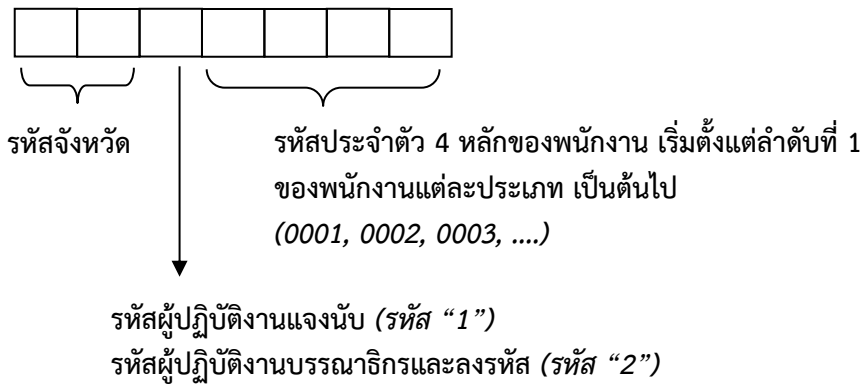 รหัสจังหวัด
รหัสประจำตัว 4 หลักของพนักงาน เริ่มตั้งแต่ลำดับที่ 1
ของพนักงานแต่ละประเภท เป็นต้นไป
(0001, 0002, 0003, ....)
รหัสผู้ปฏิบัติงานแจงนับ (รหัส “1”)
รหัสผู้ปฏิบัติงานบรรณาธิกรและลงรหัส (รหัส “2”)